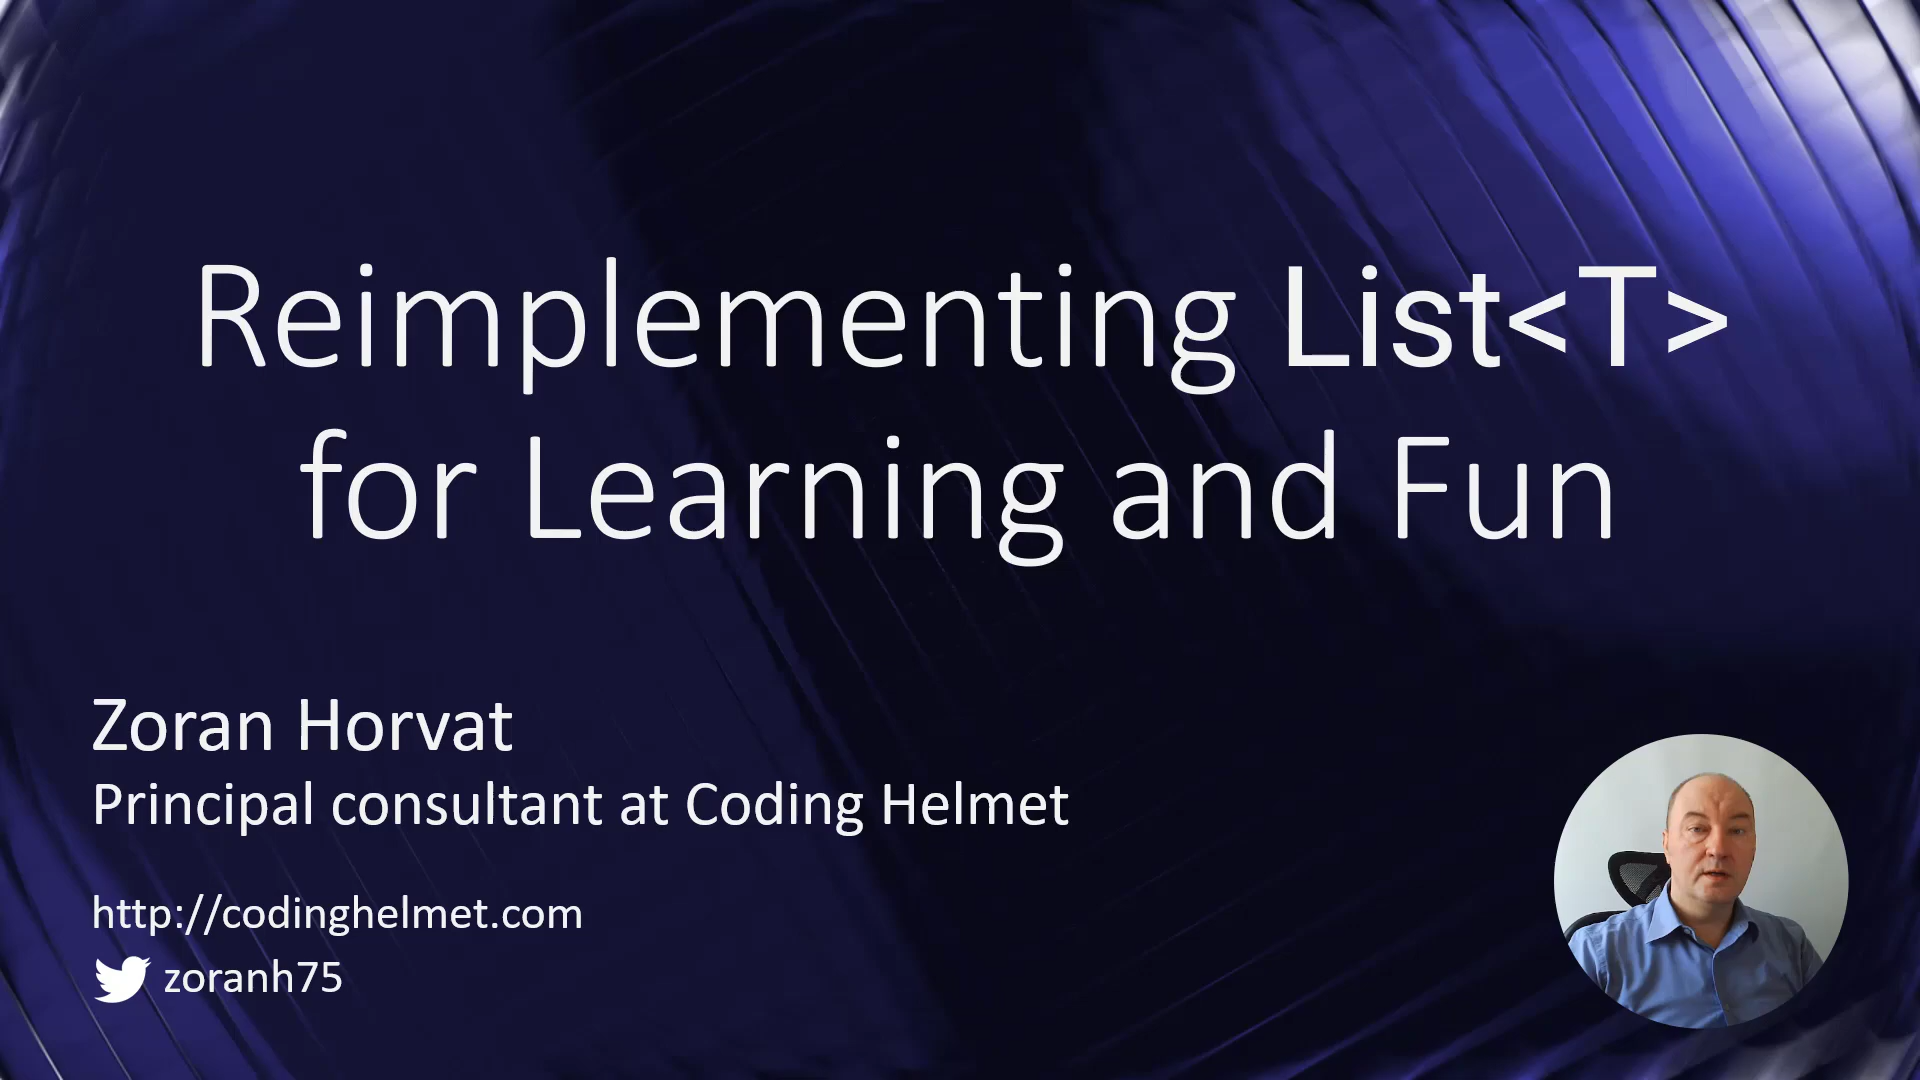 Reimplementing List<T>
for Learning and Fun
Zoran Horvat
Principal consultant at Coding Helmet
http://codinghelmet.com
zoranh75